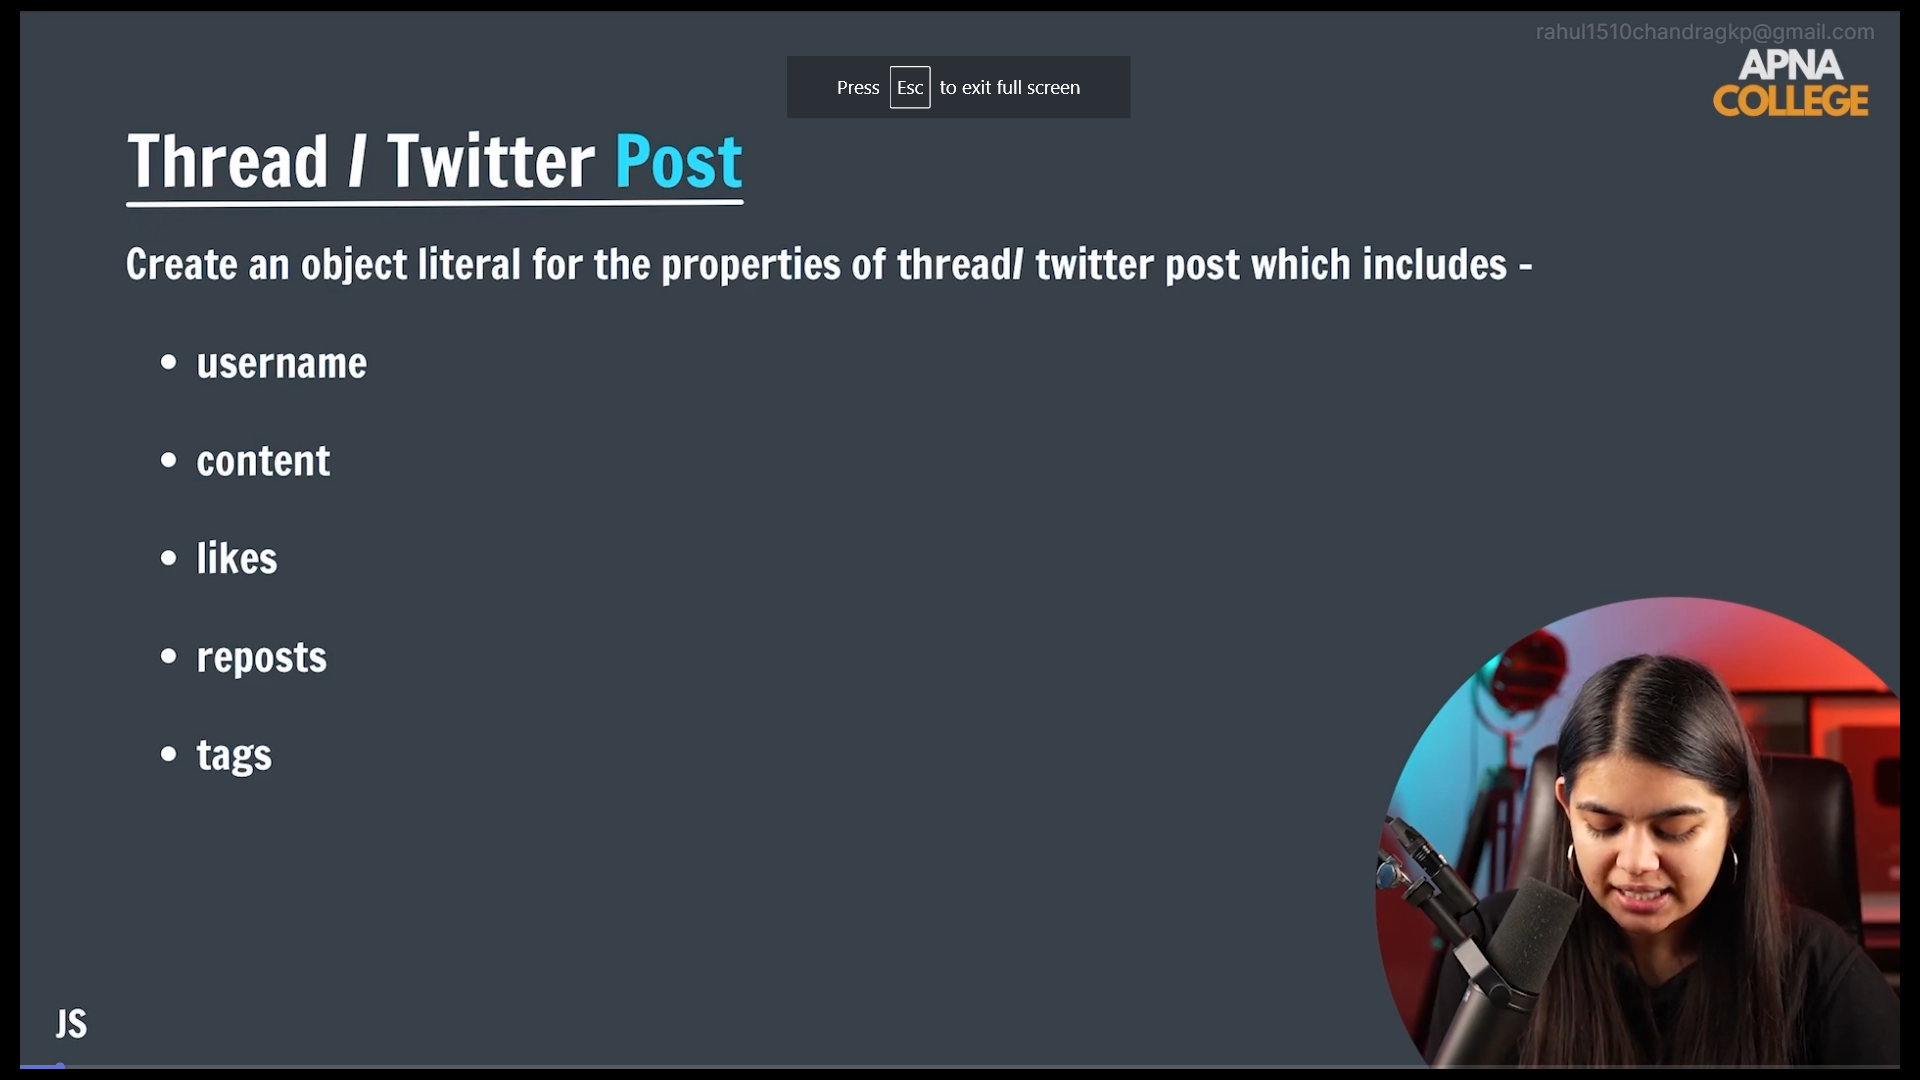 rahul1510chandragkp@gmail.com
APNA
COLLEGE
Press Esc to exit full screen
Thread / Twitter Post
Create an object literal for the properties of thread/ twitter post which includes -
• username
• content
• likes
• reposts
• tags
JS